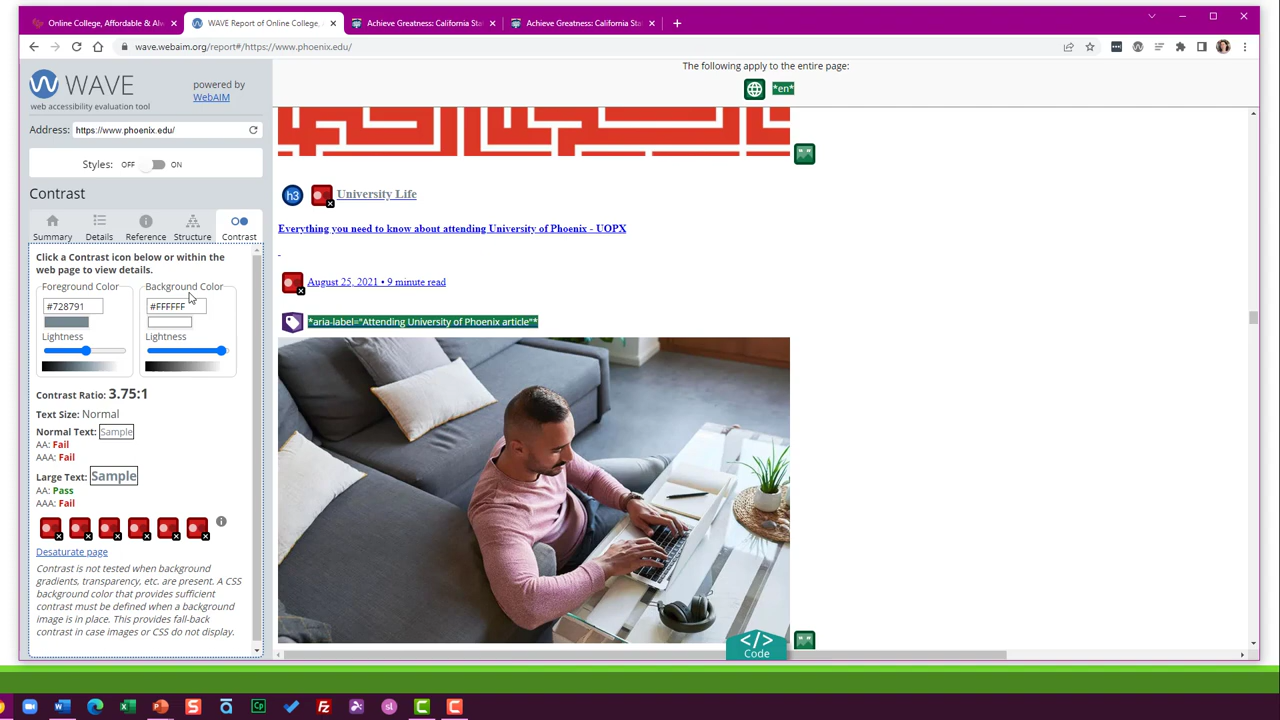 Online College, Affordable & Alw
WAVE Report of Online College,
Achieve Greatness: California Sta
Achieve Greatness: California Sta
wave.webaim.org/report#/https://www.phoenix.edu/
WAVE
web accessibility evaluation tool
powered by
WebAIM
Address: https://www.phoenix.edu/
Styles: OFF ON
Contrast
Summary Details Reference Structure Contrast
Click a Contrast icon below or within the
web page to view details.
Foreground Color Background Color
#728791 #FFFFFF
Lightness Lightness
Contrast Ratio: 3.75:1
Text Size: Normal
Normal Text: Sample
AA: Fail
AAA: Fail
Large Text: Sample
AA: Pass
AAA: Fail
Desaturate page
Contrast is not tested when background
gradients, transparency, etc. are present. A CSS
background color that provides sufficient
contrast must be defined when a background
image is in place. This provides fall-back
contrast in case images or CSS do not display.
The following apply to the entire page:
*en*
h3 University Life
Everything you need to know about attending University of Phoenix - UOPX
-
August 25, 2021 • 9 minute read
*aria-label="Attending University of Phoenix article"*
</>
Code